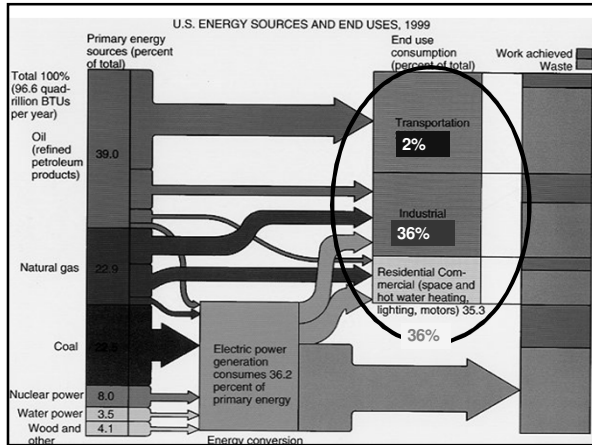 U.S. ENERGY SOURCES AND END USES, 1999
Primary energy
sources (percent
of total)
Total 100%
(96.6 quad-
rillion BTUs
per year)
Oil
(refined
petroleum
products)
39.0
Natural gas
22.9
Coal
22.5
Nuclear power
8.0
Water power
3.5
Wood and
other
4.1
Electric power
generation
consumes 36.2
percent of
primary energy
Energy conversion
End use
consumption
(percent of total)
Transportation
2%
Industrial
36%
Residential Com-
mercial (space and
hot water heating,
lighting, motors) 35.3
36%
Work achieved
Waste